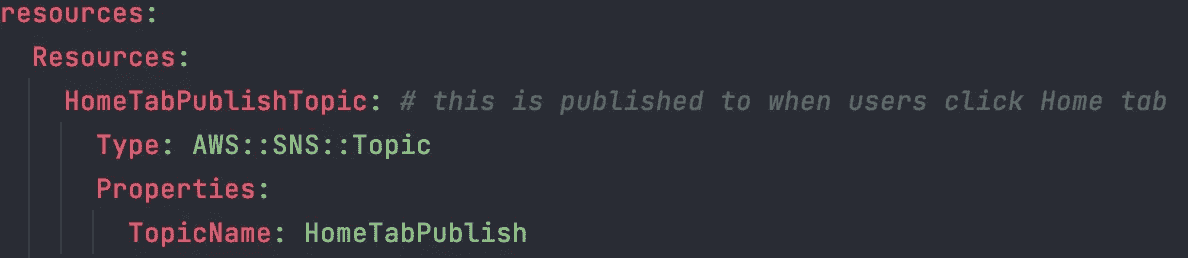 resources:
Resources:
HomeTabPublishTopic: # this is published to when users click Home tab
Type: AWS::SNS::Topic
Properties:
TopicName: HomeTabPublish